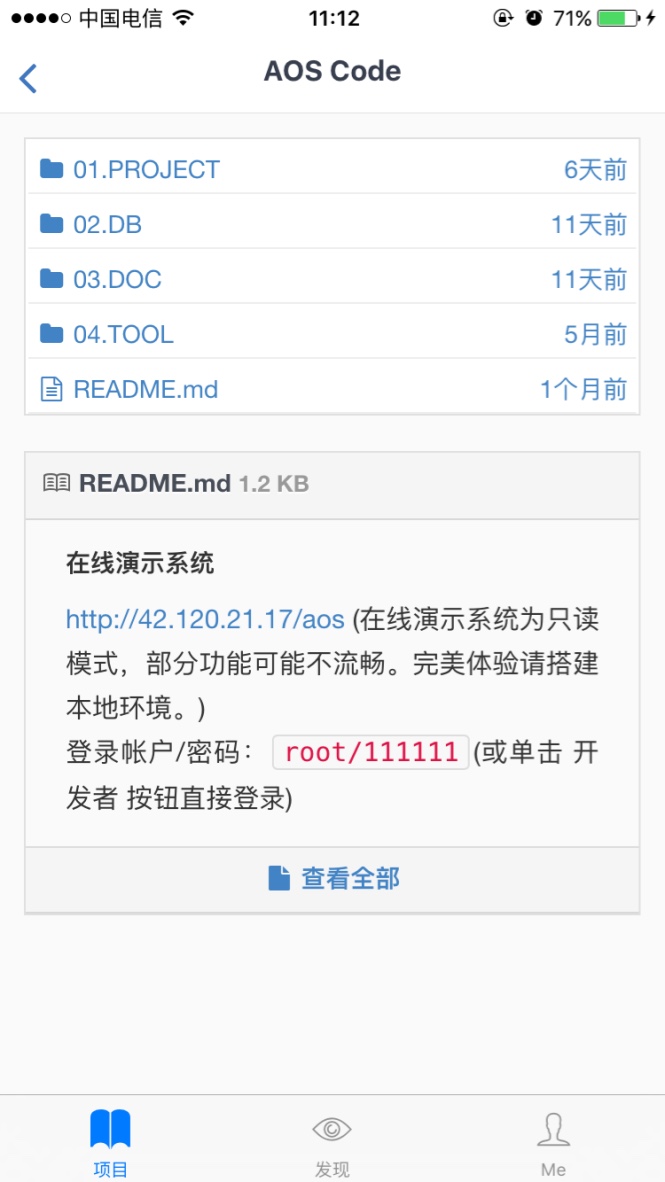 中国电信 11:12 71%
AOS Code
01.PROJECT 6天前
02.DB 11天前
03.DOC 11天前
04.TOOL 5月前
README.md 1个月前
README.md 1.2 KB
在线演示系统
http://42.120.21.17/aos (在线演示系统为只读
模式，部分功能可能不流畅。完美体验请搭建
本地环境。)
登录帐户/密码： root/111111 (或单击 开
发者 按钮直接登录)
查看全部
项目 发现 Me